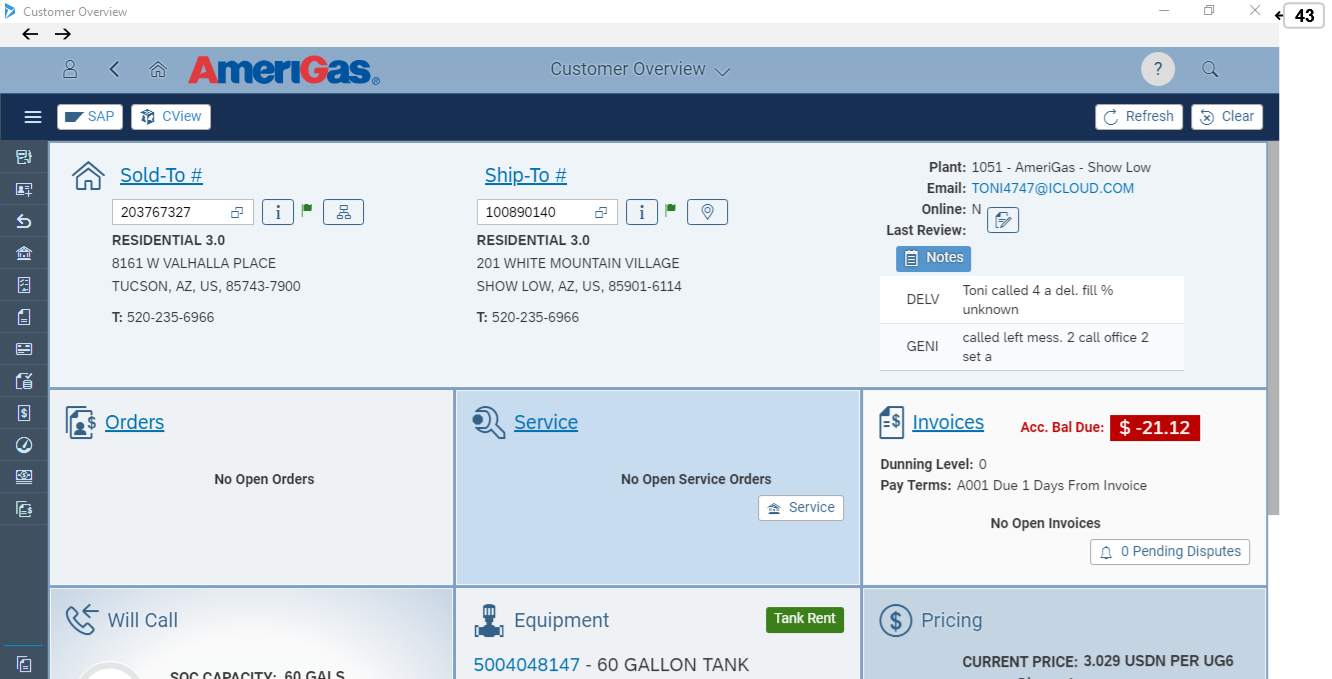 Customer Overview
43
AmeriGas®
Customer Overview
?
SAP
CView
Refresh
Clear
Sold-To #
203767327
i
RESIDENTIAL 3.0
8161 W VALHALLA PLACE
TUCSON, AZ, US, 85743-7900
T: 520-235-6966
Ship-To #
100890140
i
RESIDENTIAL 3.0
201 WHITE MOUNTAIN VILLAGE
SHOW LOW, AZ, US, 85901-6114
T: 520-235-6966
Plant: 1051 - AmeriGas - Show Low
Email: TONI4747@ICLOUD.COM
Online: N
Last Review:
Notes
DELV
Toni called 4 a del. fill %
unknown
GENI
called left mess. 2 call office 2
set a
Orders
No Open Orders
Service
No Open Service Orders
Service
Invoices
Acc. Bal Due: $ -21.12
Dunning Level: 0
Pay Terms: A001 Due 1 Days From Invoice
No Open Invoices
0 Pending Disputes
Will Call
SOC CAPACITY: 60 GALS
Equipment
Tank Rent
5004048147 - 60 GALLON TANK
Pricing
CURRENT PRICE: 3.029 USDN PER UG6